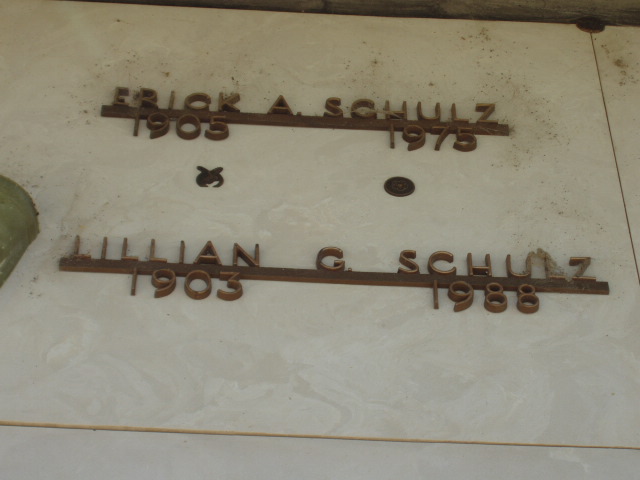 ERICK A. SCHULZ
1905 1975
LILLIAN G. SCHULZ
1903 1988